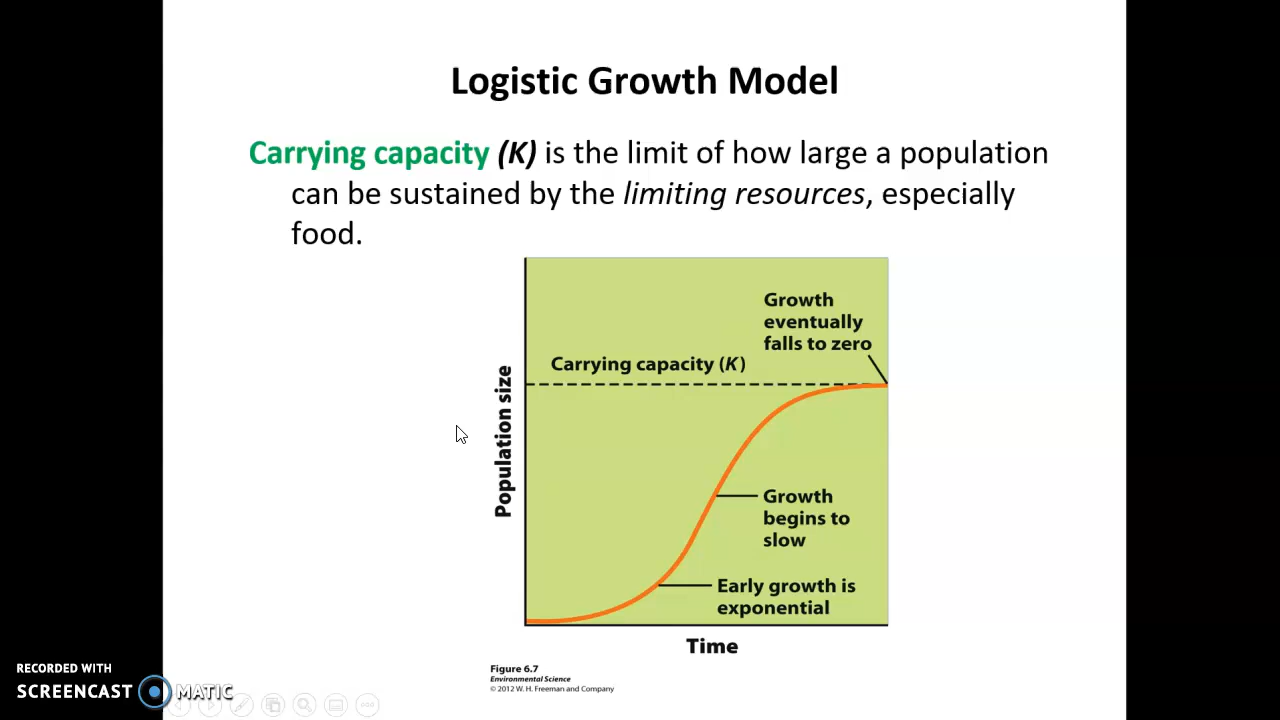 Logistic Growth Model
Carrying capacity (K) is the limit of how large a population
can be sustained by the limiting resources, especially
food.
Growth
eventually
falls to zero
Carrying capacity (K)
Population size
Growth
begins to
slow
Early growth is
exponential
Time
Figure 6.7
Environmental Science
© 2012 W. H. Freeman and Company
RECORDED WITH
SCREENCAST MATIC